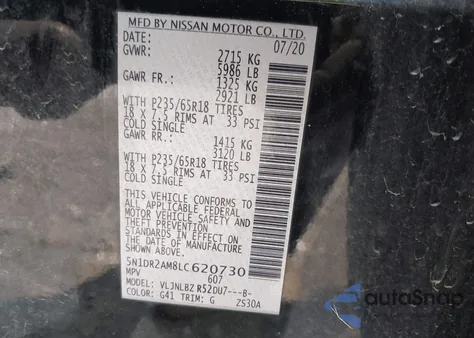 MFD BY NISSAN MOTOR CO., LTD.
DATE: 07/20
GVWR: 2715 KG
5986 LB
GAWR FR.: 1325 KG
2921 LB
WITH P235/65R18 TIRES
18 X 7.5 RIMS AT 33 PSI
COLD SINGLE
GAWR RR.: 1415 KG
3120 LB
WITH P235/65R18 TIRES
18 X 7.5 RIMS AT 33 PSI
COLD SINGLE
THIS VEHICLE CONFORMS TO
ALL APPLICABLE FEDERAL
MOTOR VEHICLE SAFETY AND
THEFT PREVENTION
STANDARDS IN EFFECT ON
THE DATE OF MANUFACTURE
SHOWN ABOVE.
5N1DR2AM8LC620730
MPV 607
MODEL: VLJNLBZ R52DU7---B-
COLOR: G41 TRIM: G ZS30A
autoSnap